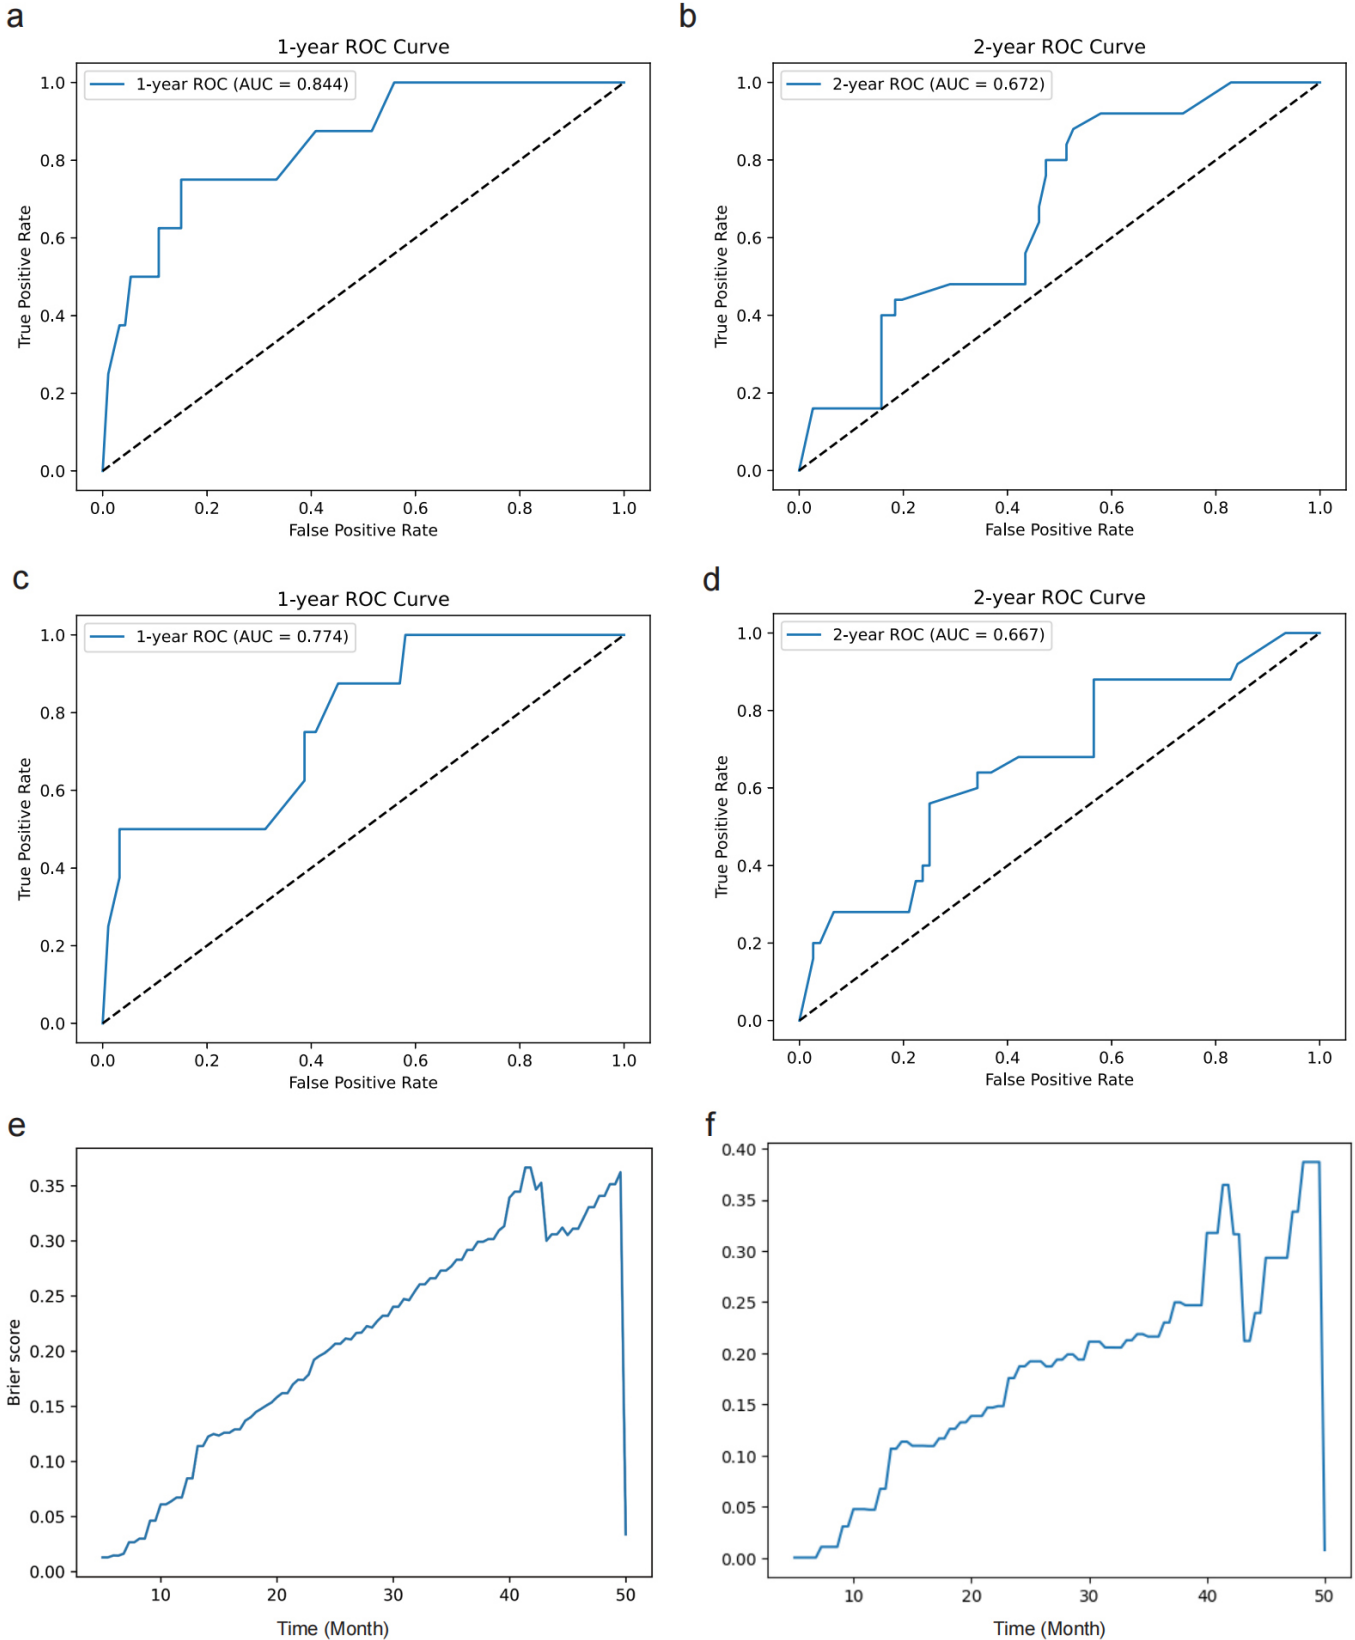 a
1-year ROC Curve
1-year ROC (AUC = 0.844)
1.0
0.8
0.6
0.4
0.2
0.0
True Positive Rate
0.0 0.2 0.4 0.6 0.8 1.0
False Positive Rate
b
2-year ROC Curve
2-year ROC (AUC = 0.672)
1.0
0.8
0.6
0.4
0.2
0.0
True Positive Rate
0.0 0.2 0.4 0.6 0.8 1.0
False Positive Rate
c
1-year ROC Curve
1-year ROC (AUC = 0.774)
1.0
0.8
0.6
0.4
0.2
0.0
True Positive Rate
0.0 0.2 0.4 0.6 0.8 1.0
False Positive Rate
d
2-year ROC Curve
2-year ROC (AUC = 0.667)
1.0
0.8
0.6
0.4
0.2
0.0
True Positive Rate
0.0 0.2 0.4 0.6 0.8 1.0
False Positive Rate
e
0.35
0.30
0.25
0.20
0.15
0.10
0.05
0.00
Brier score
10 20 30 40 50
Time (Month)
f
0.40
0.35
0.30
0.25
0.20
0.15
0.10
0.05
0.00
10 20 30 40 50
Time (Month)